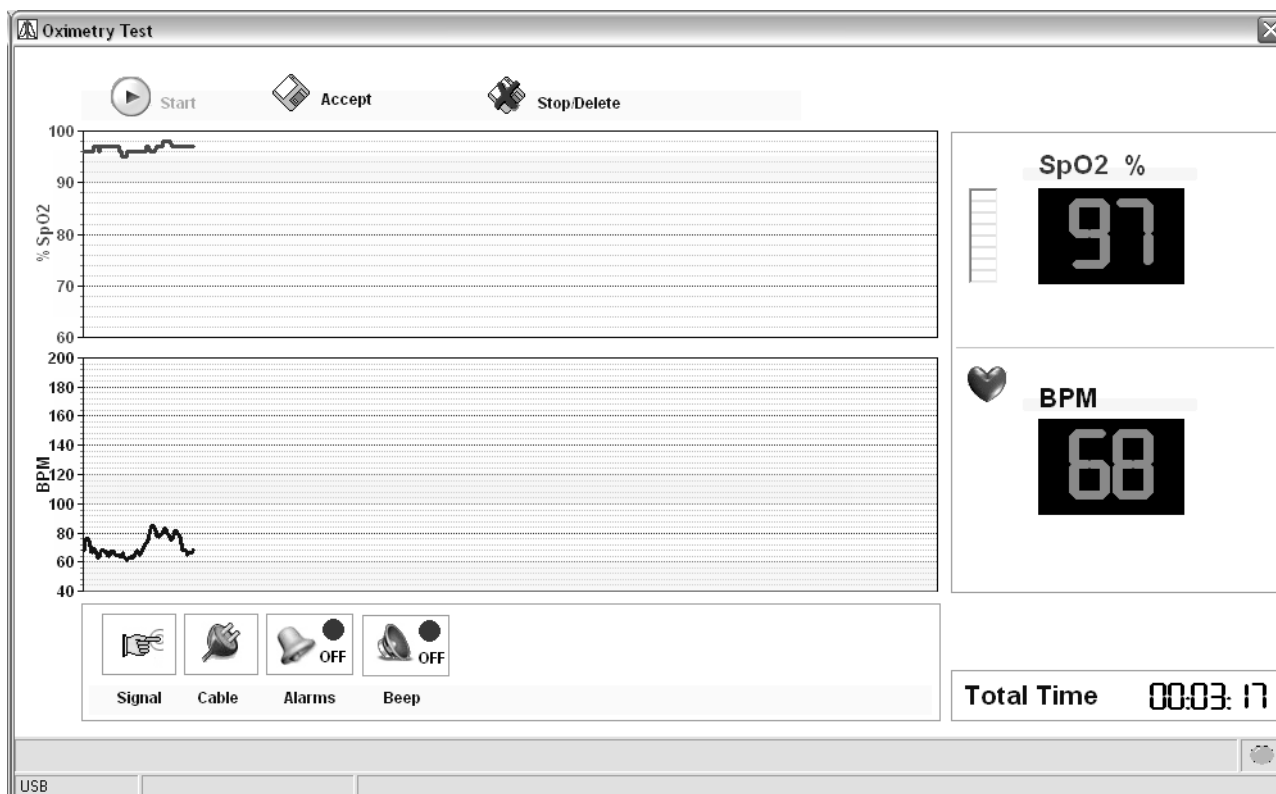 Oximetry Test
Start Accept Stop/Delete
100
90
80
70
60
% SpO2
200
180
160
140
120
100
80
60
40
BPM
SpO2 %
97
BPM
68
OFF OFF
Signal Cable Alarms Beep
Total Time 00:03:17
USB